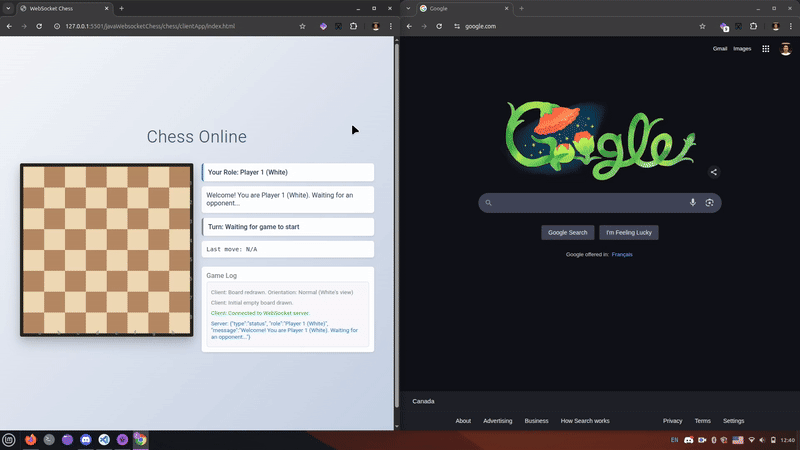 WebSocket Chess
127.0.0.1:5501/javaWebsocketChess/chess/clientApp/index.html
Chess Online
Your Role: Player 1 (White)
Welcome! You are Player 1 (White). Waiting for an
opponent...
Turn: Waiting for game to start
Last move: N/A
Game Log
Client: Board redrawn. Orientation: Normal (White's view)
Client: Initial empty board drawn.
Client: Connected to WebSocket server.
Server: {"type":"status", "role":"Player 1 (White)",
"message":"Welcome! You are Player 1 (White). Waiting for
an opponent..."}
Google
google.com
Gmail Images
Google
Google Search I'm Feeling Lucky
Google offered in: Français
Canada
About Advertising Business How Search works Privacy Terms Settings
EN 12:40